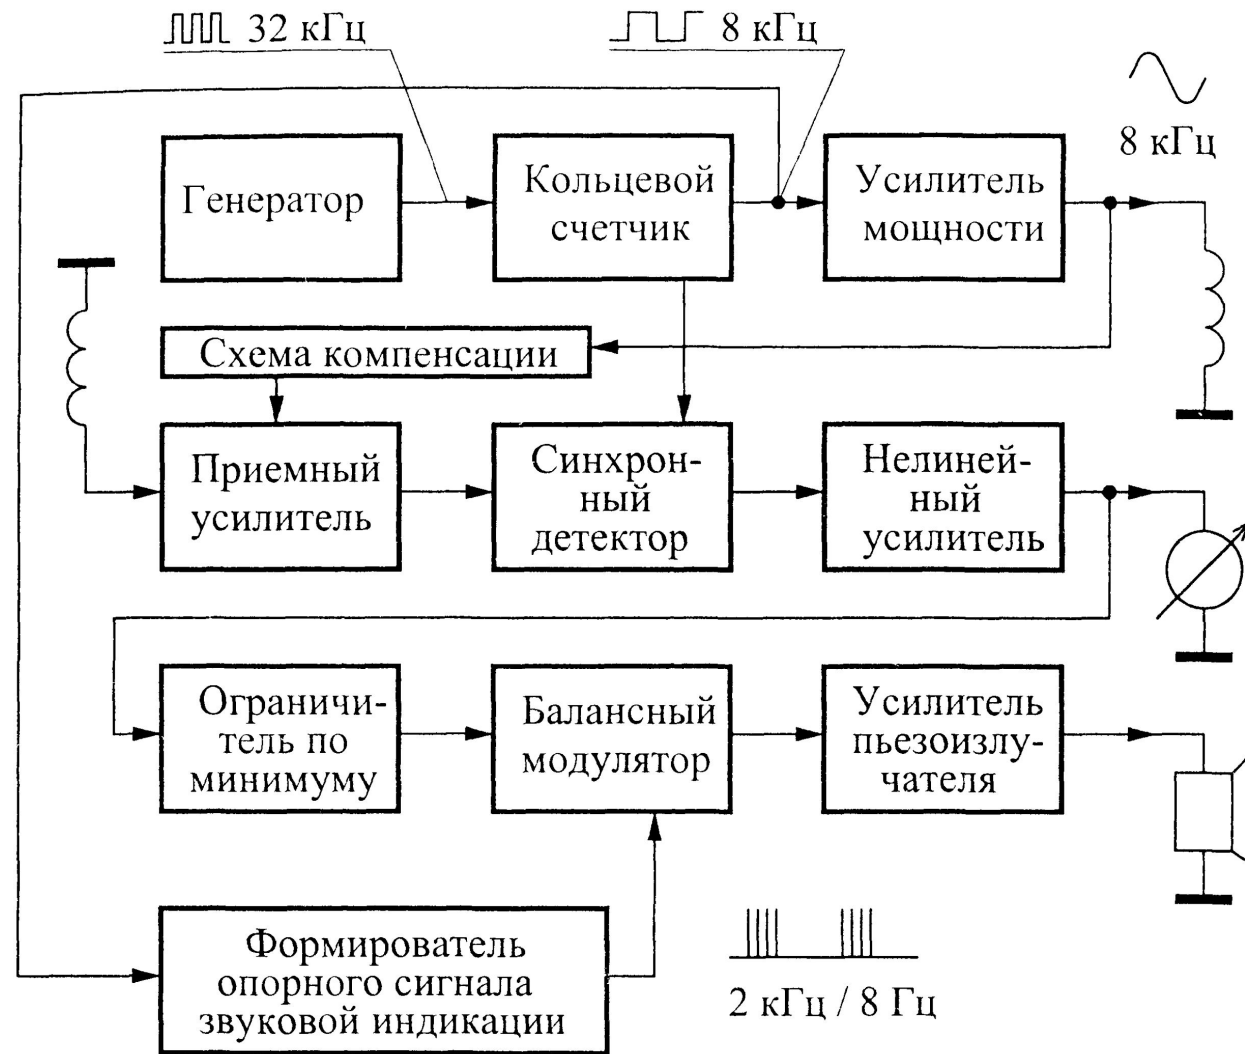 32 кГц
8 кГц
8 кГц
Генератор
Кольцевой
счетчик
Усилитель
мощности
Схема компенсации
Приемный
усилитель
Синхрон-
ный
детектор
Нелиней-
ный
усилитель
Ограничи-
тель по
минимуму
Балансный
модулятор
Усилитель
пьезоизлу-
чателя
Формирователь
опорного сигнала
звуковой индикации
2 кГц / 8 Гц